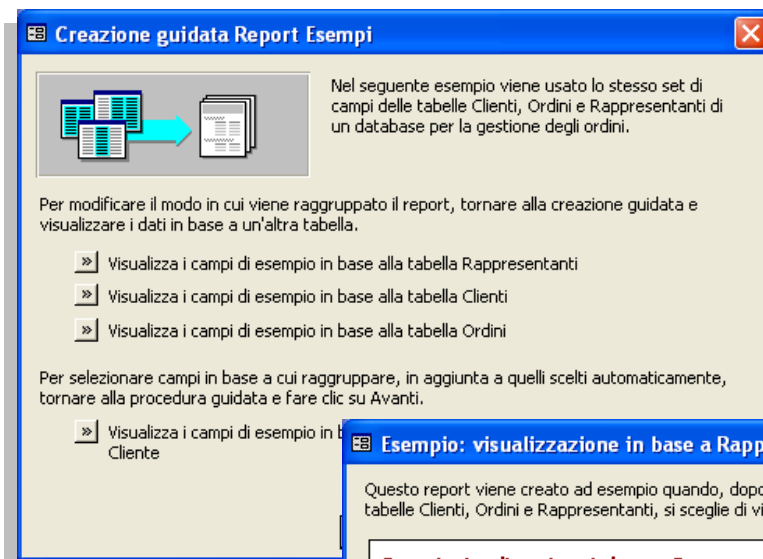 Creazione guidata Report Esempi
Nel seguente esempio viene usato lo stesso set di
campi delle tabelle Clienti, Ordini e Rappresentanti di
un database per la gestione degli ordini.
Per modificare il modo in cui viene raggruppato il report, tornare alla creazione guidata e
visualizzare i dati in base a un'altra tabella.
Visualizza i campi di esempio in base alla tabella Rappresentanti
Visualizza i campi di esempio in base alla tabella Clienti
Visualizza i campi di esempio in base alla tabella Ordini
Per selezionare campi in base a cui raggruppare, in aggiunta a quelli scelti automaticamente,
tornare alla procedura guidata e fare clic su Avanti.
Visualizza i campi di esempio in
Cliente
Esempio: visualizzazione in base a Rapp
Questo report viene creato ad esempio quando, dopo
tabelle Clienti, Ordini e Rappresentanti, si sceglie di vi